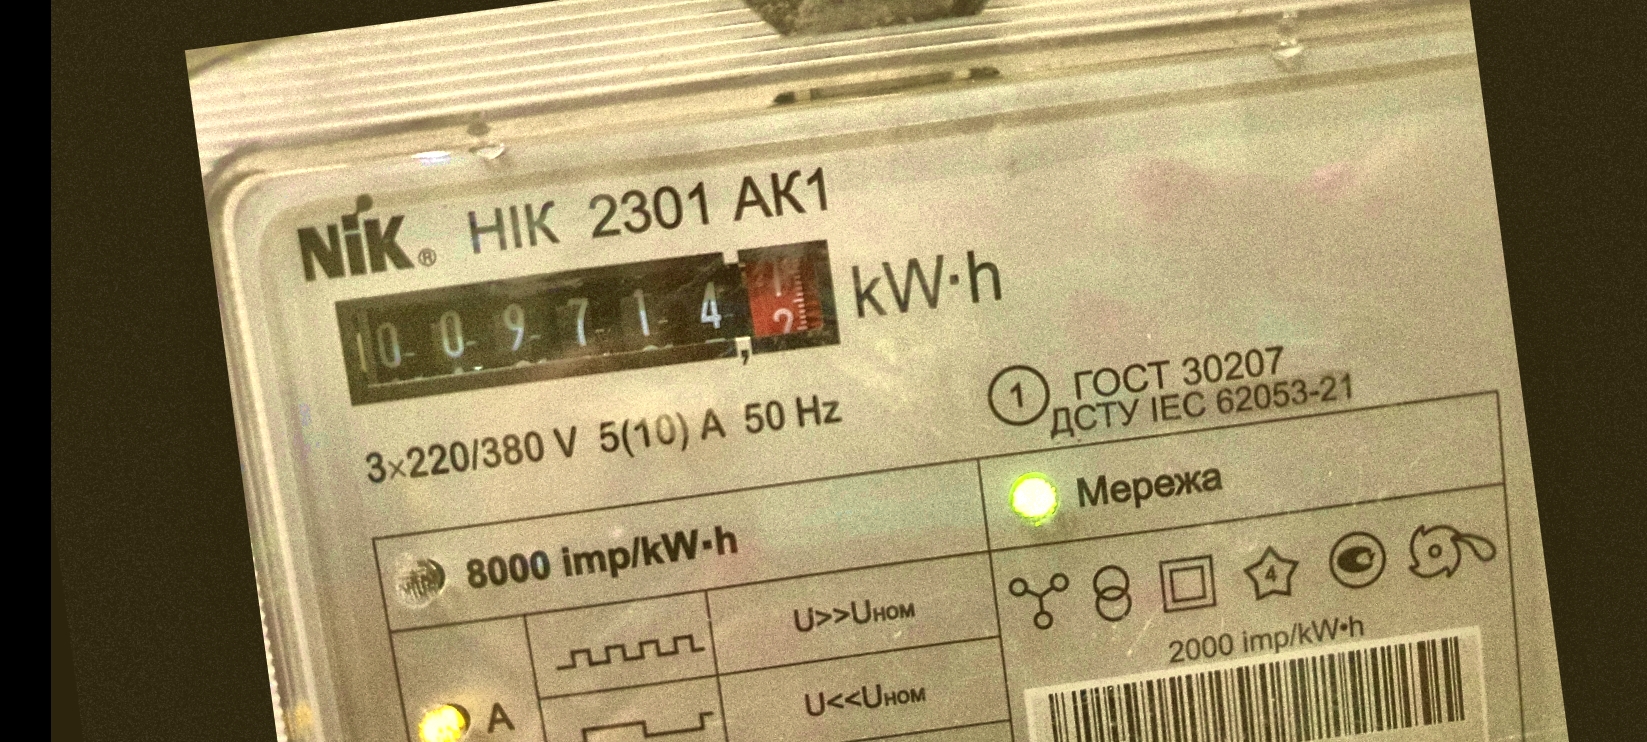 NiK® НІК 2301 АК1
0 0 9 7 1 4 , 2 kW·h
3×220/380 V 5(10) A 50 Hz
1 ГОСТ 30207
ДСТУ IEC 62053-21
8000 imp/kW·h
Мережа
4
U>>Uном
2000 imp/kW·h
A
U<<Uном